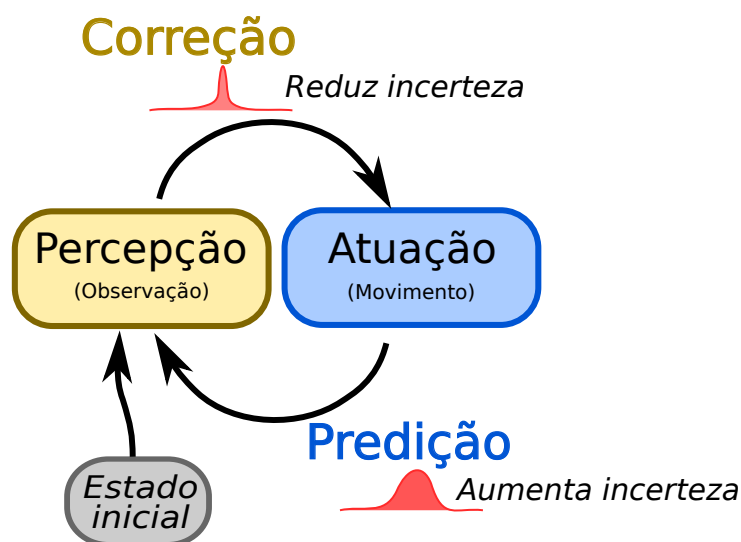 Correção
Reduz incerteza
Percepção
(Observação)
Atuação
(Movimento)
Predição
Aumenta incerteza
Estado
inicial